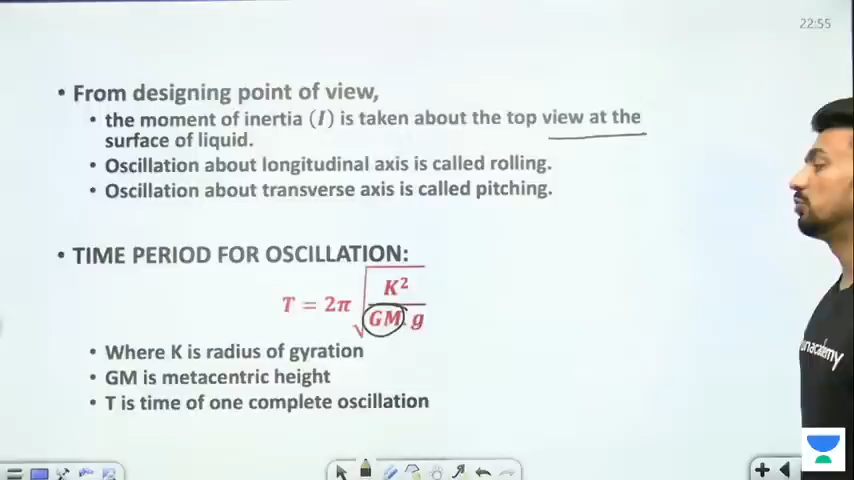 22:55
• From designing point of view,
• the moment of inertia (I) is taken about the top view at the
surface of liquid.
• Oscillation about longitudinal axis is called rolling.
• Oscillation about transverse axis is called pitching.
• TIME PERIOD FOR OSCILLATION:
T = 2π √(K² / GM. g)
• Where K is radius of gyration
• GM is metacentric height
• T is time of one complete oscillation
unacademy